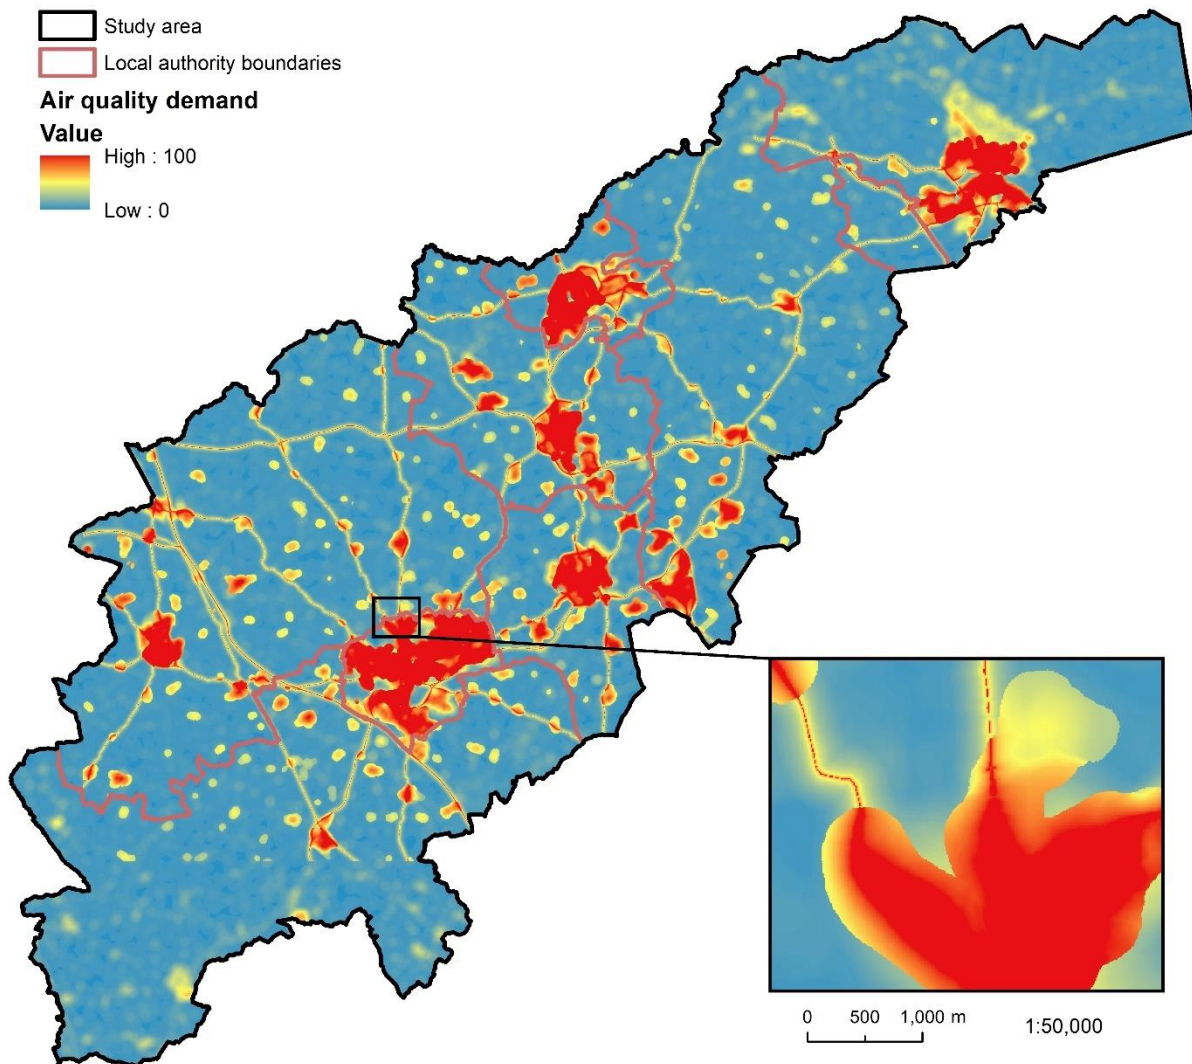 Study area
Local authority boundaries
Air quality demand
Value
High : 100
Low : 0
0 500 1,000 m
1:50,000